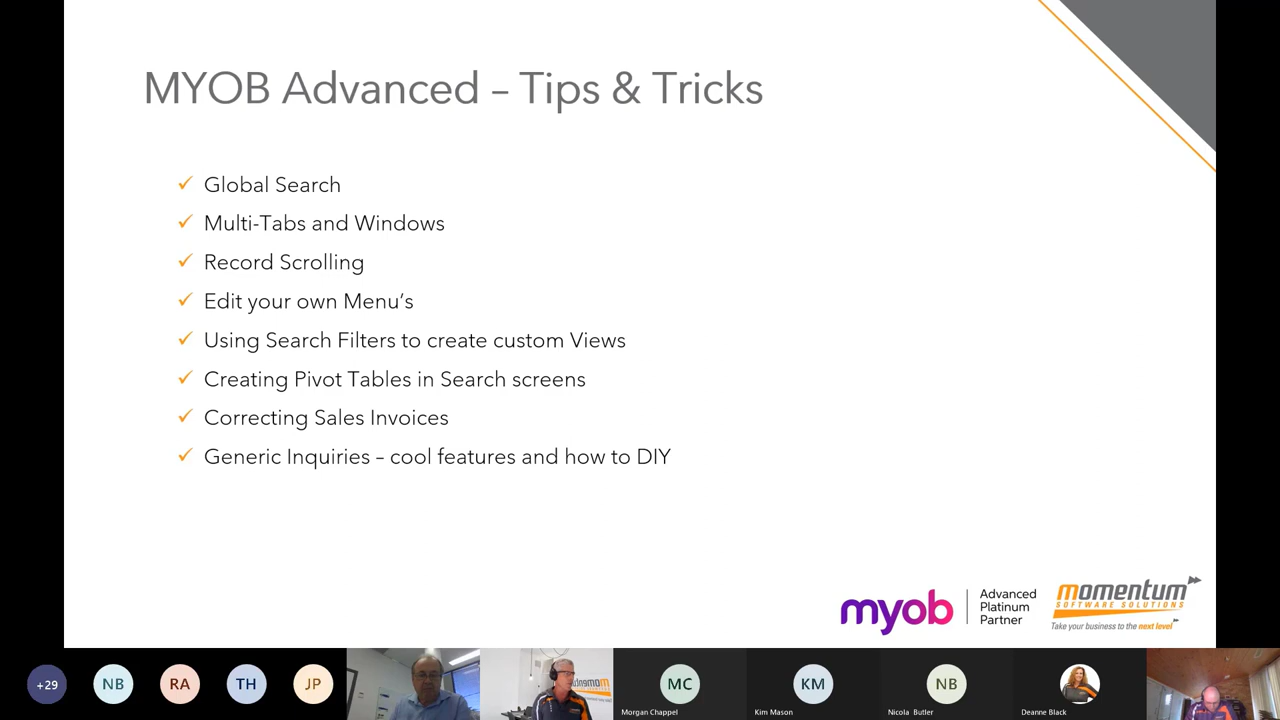 MYOB Advanced – Tips & Tricks
Global Search
Multi-Tabs and Windows
Record Scrolling
Edit your own Menu's
Using Search Filters to create custom Views
Creating Pivot Tables in Search screens
Correcting Sales Invoices
Generic Inquiries – cool features and how to DIY
myob
Advanced
Platinum
Partner
momentum
SOFTWARE SOLUTIONS
Take your business to the next level
+29
NB
RA
TH
JP
MC
KM
NB
Morgan Chappel
Kim Mason
Nicola Butler
Deanne Black